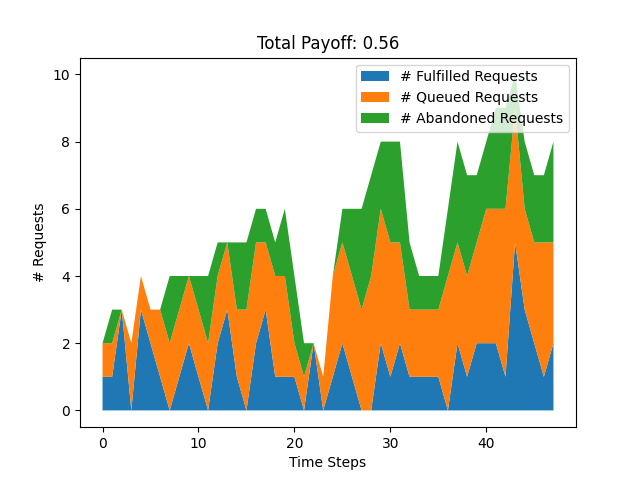 Total Payoff: 0.56
# Fulfilled Requests
# Queued Requests
# Abandoned Requests
# Requests
10
8
6
4
2
0
0 10 20 30 40
Time Steps